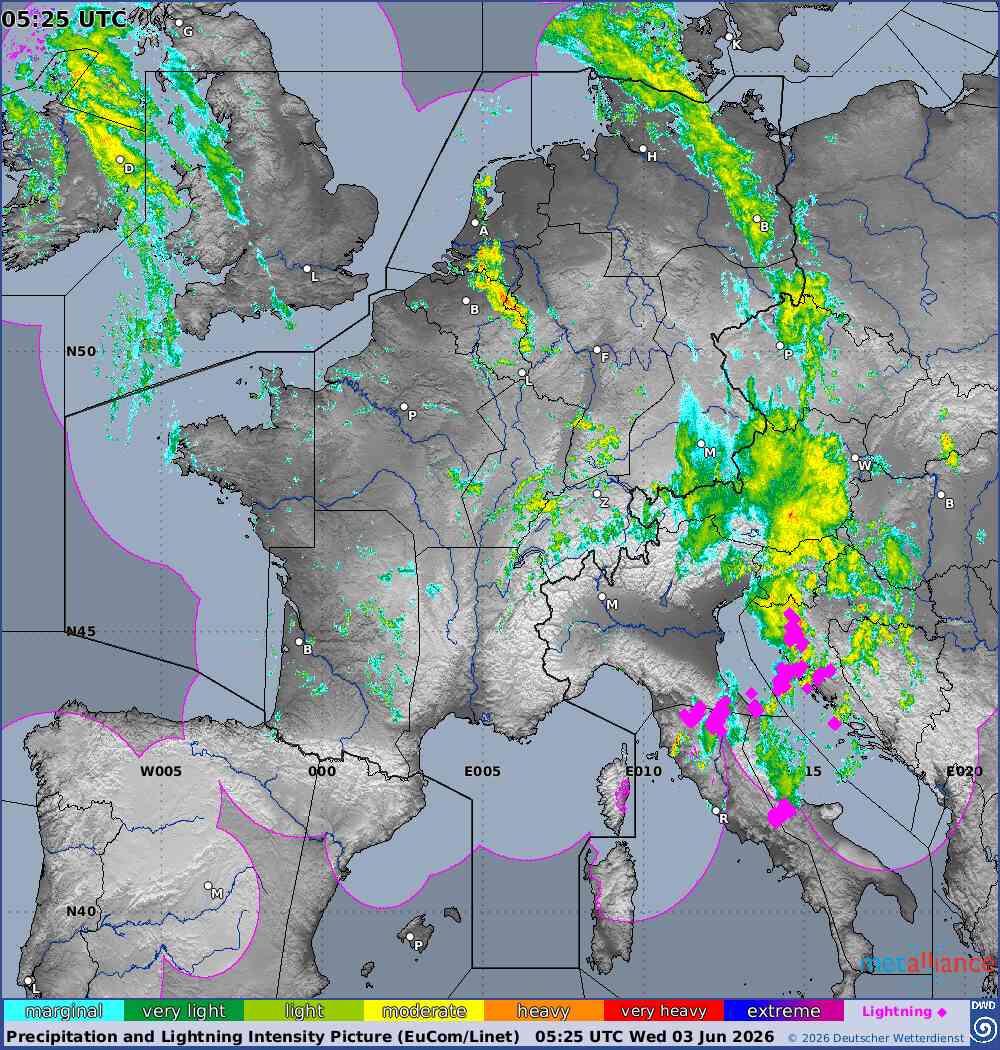 05:25 UTC
G
K
H
D
A
B
L
B
N50
F
P
L
P
M
W
Z
B
M
N45
B
W005
000
E005
E010
15
E020
R
M
N40
P
L
metalliance
marginal very light light moderate heavy very heavy extreme Lightning ◆ DWD
Precipitation and Lightning Intensity Picture (EuCom/Linet) 05:25 UTC Wed 03 Jun 2026 © 2026 Deutscher Wetterdienst